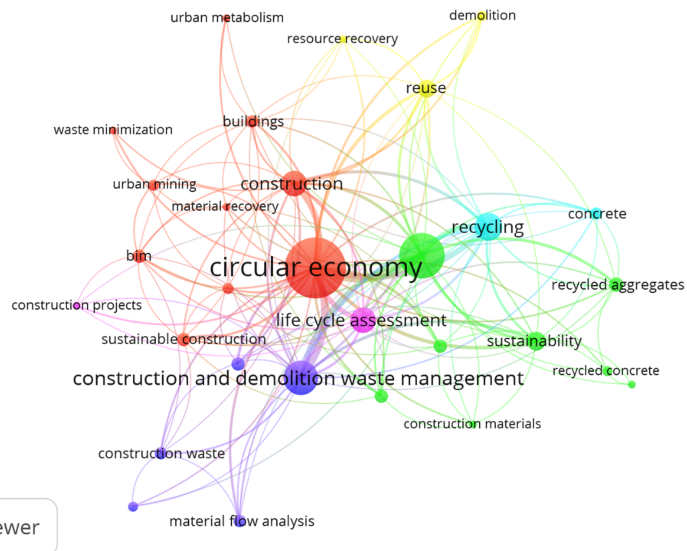 urban metabolism
demolition
resource recovery
reuse
buildings
waste minimization
construction
urban mining
material recovery
concrete
recycling
bim
circular economy
recycled aggregates
construction projects
life cycle assessment
sustainable construction
sustainability
recycled concrete
construction and demolition waste management
construction materials
construction waste
material flow analysis
ewer